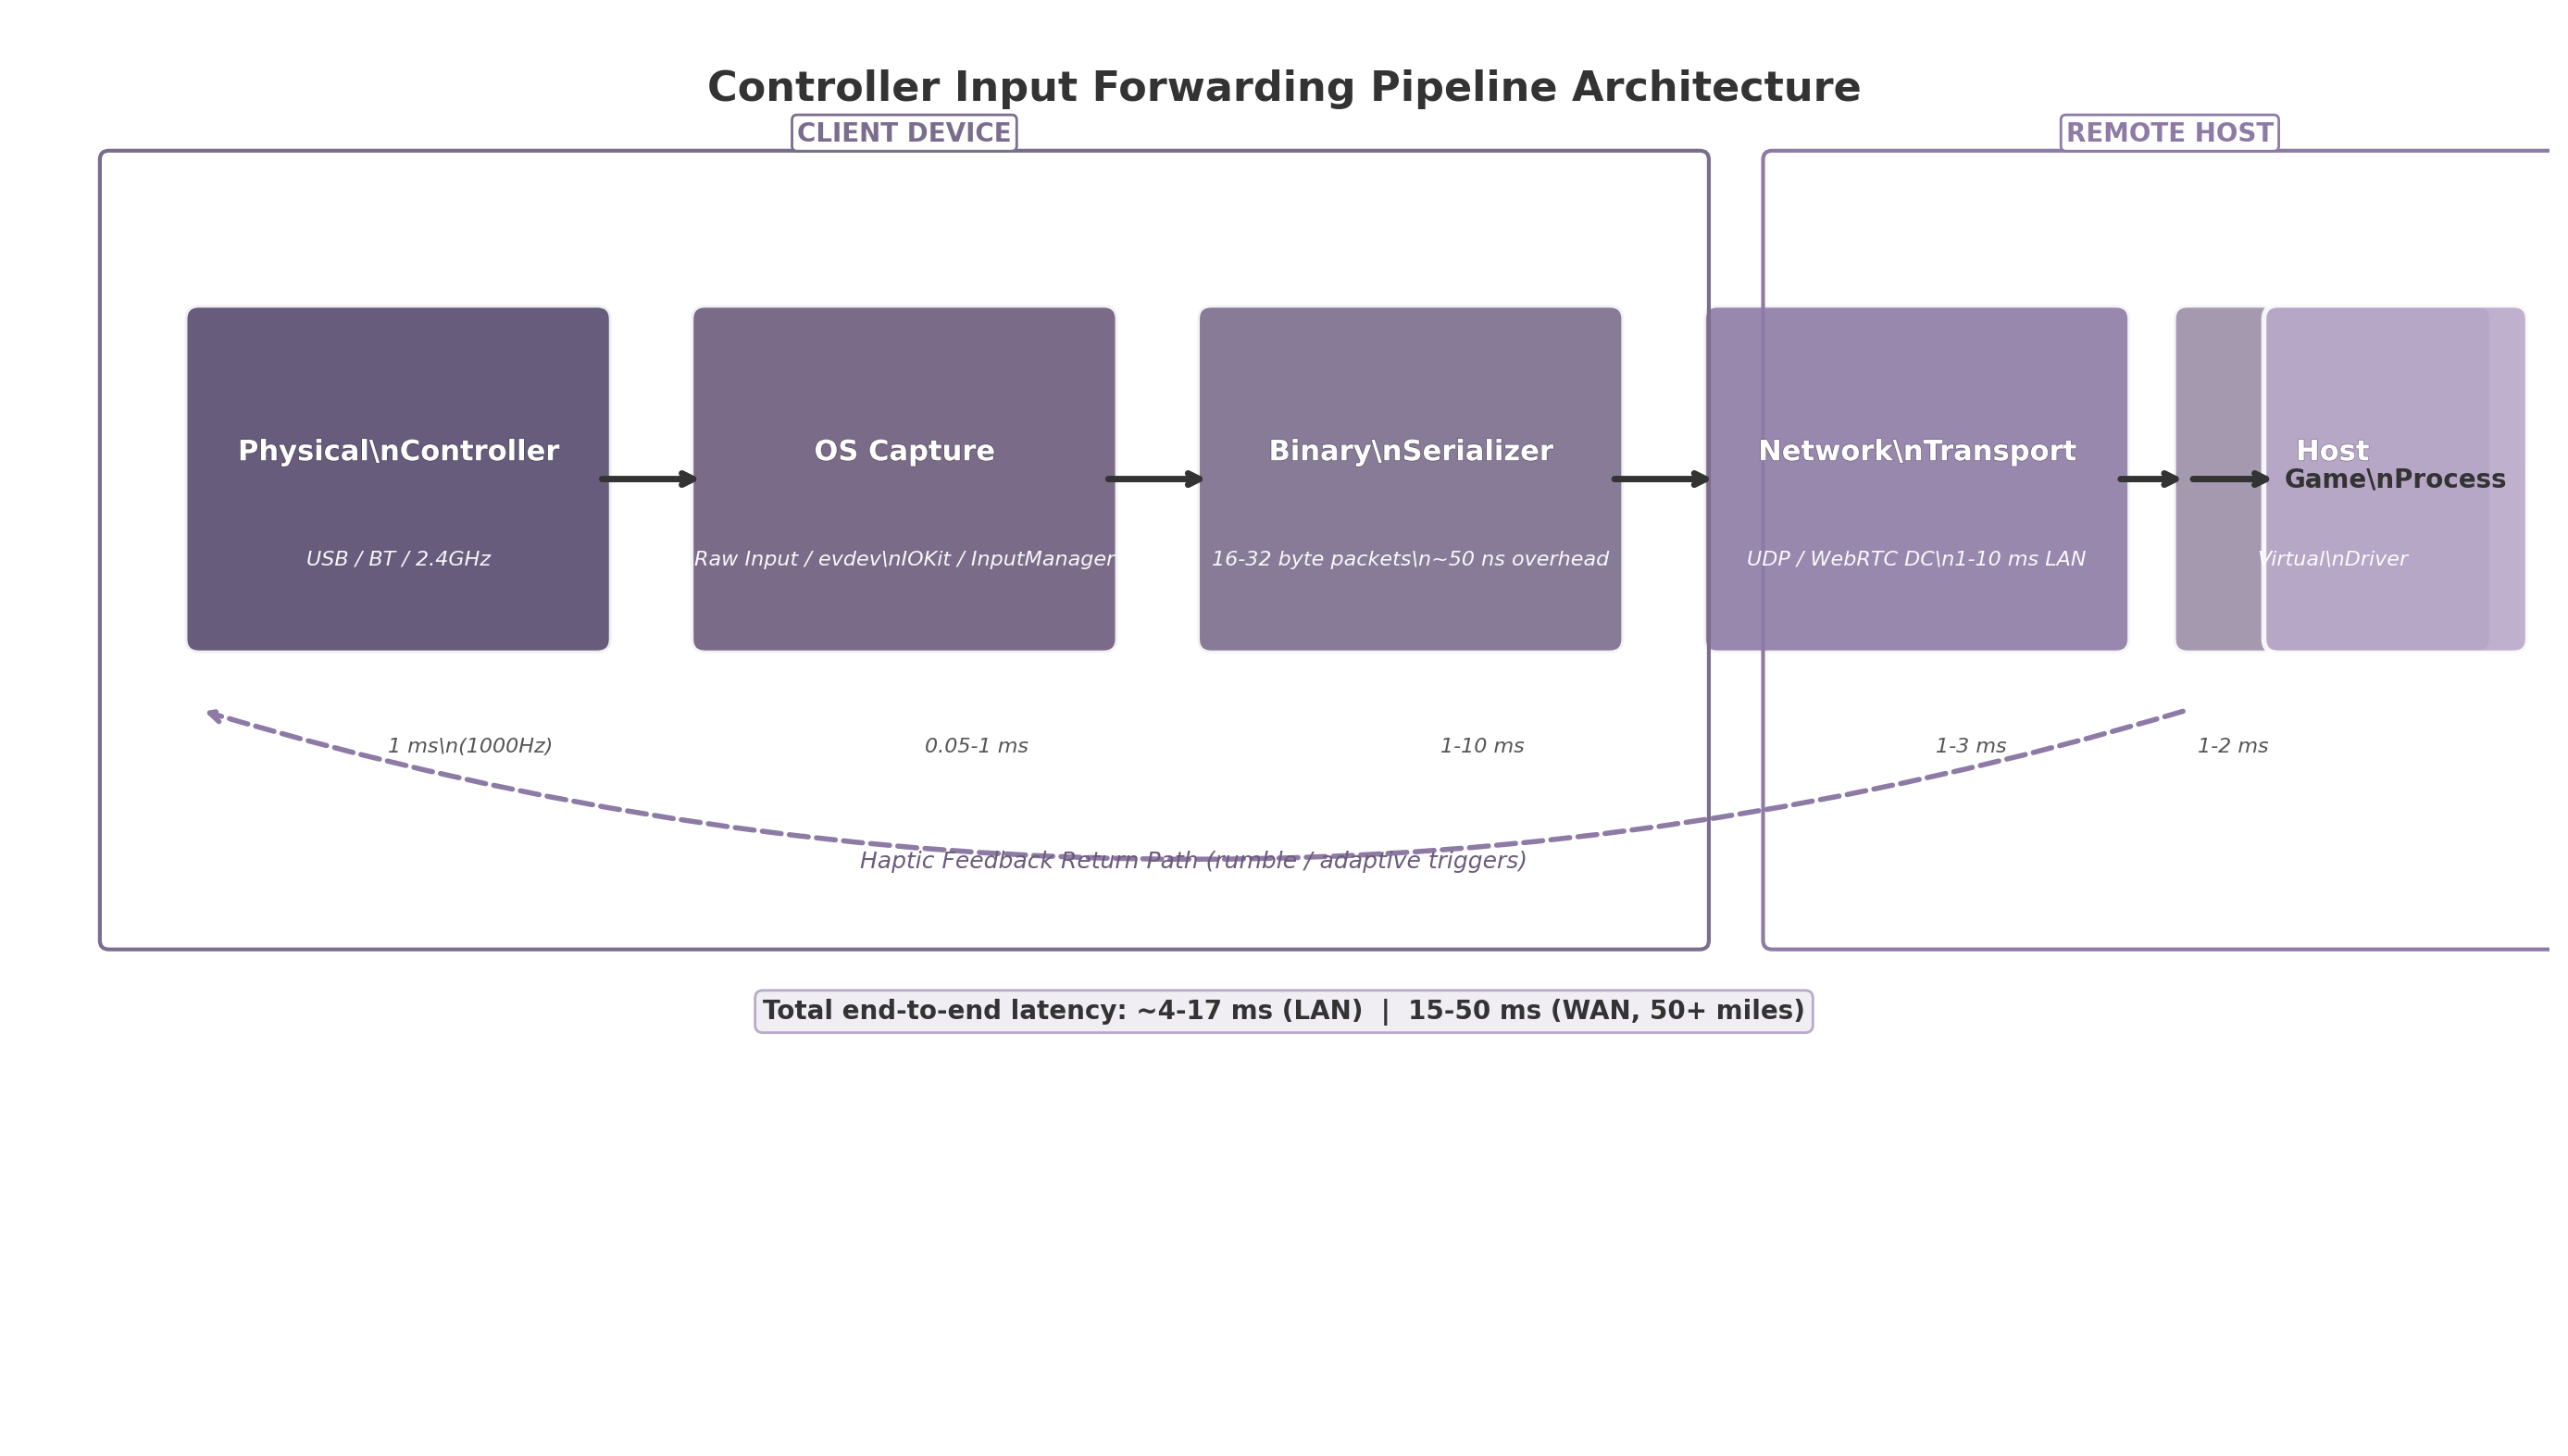 Controller Input Forwarding Pipeline Architecture
CLIENT DEVICE
REMOTE HOST
Physical\nController
USB / BT / 2.4GHz
OS Capture
Raw Input / evdev\nIOKit / InputManager
Binary\nSerializer
16-32 byte packets\n~50 ns overhead
Network\nTransport
UDP / WebRTC DC\n1-10 ms LAN
Host
Game\nProcess
Virtual\nDriver
1 ms\n(1000Hz)
0.05-1 ms
1-10 ms
1-3 ms
1-2 ms
Haptic Feedback Return Path (rumble / adaptive triggers)
Total end-to-end latency: ~4-17 ms (LAN) | 15-50 ms (WAN, 50+ miles)